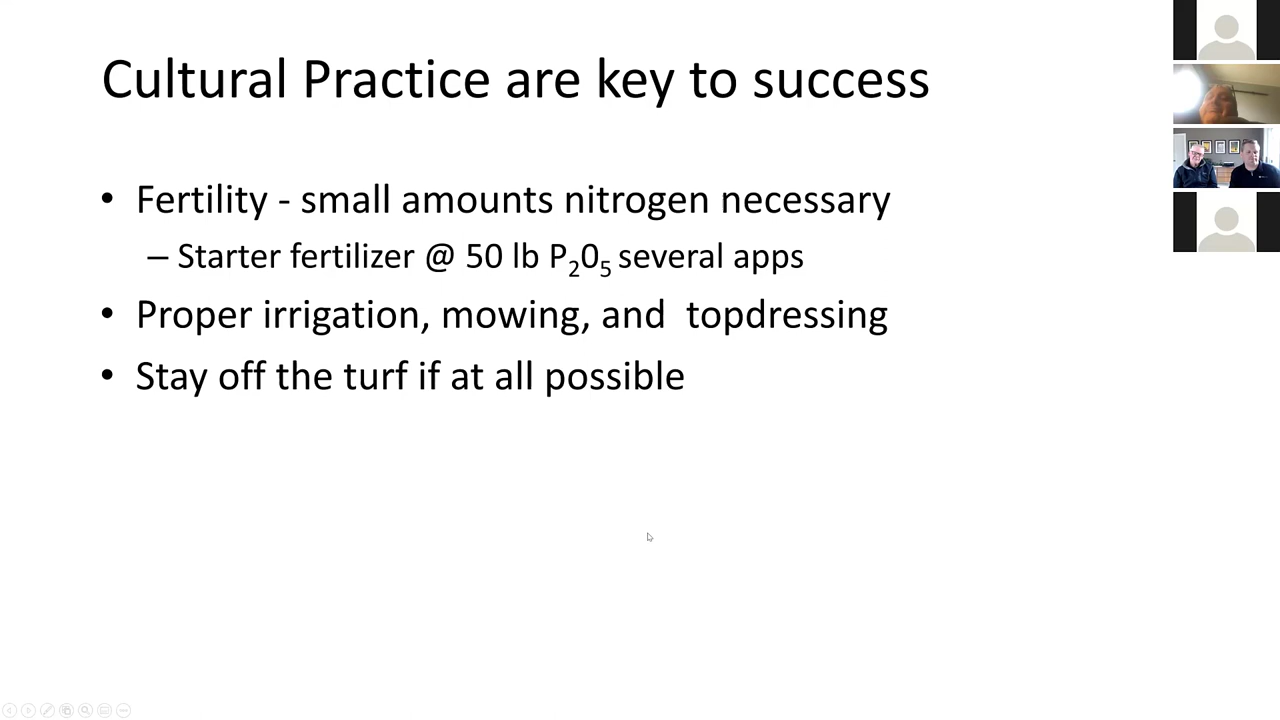 Cultural Practice are key to success
• Fertility - small amounts nitrogen necessary
– Starter fertilizer @ 50 lb P₂0₅ several apps
• Proper irrigation, mowing, and  topdressing
• Stay off the turf if at all possible